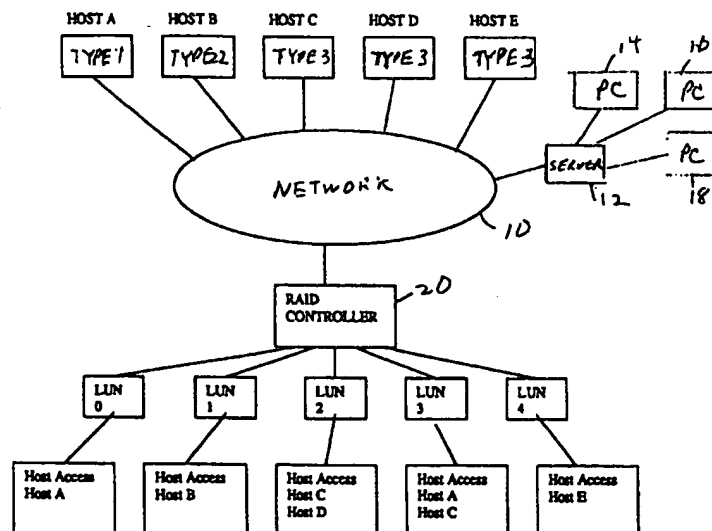 HOST A HOST B HOST C HOST D HOST E
TYPE 1 TYPE 2 TYPE 3 TYPE 3 TYPE 3
14 16
PC PC
SERVER PC
12 18
NETWORK
10
RAID
CONTROLLER
20
LUN
0
LUN
1
LUN
2
LUN
3
LUN
4
Host Access
Host A
Host Access
Host B
Host Access
Host C
Host D
Host Access
Host A
Host C
Host Access
Host E